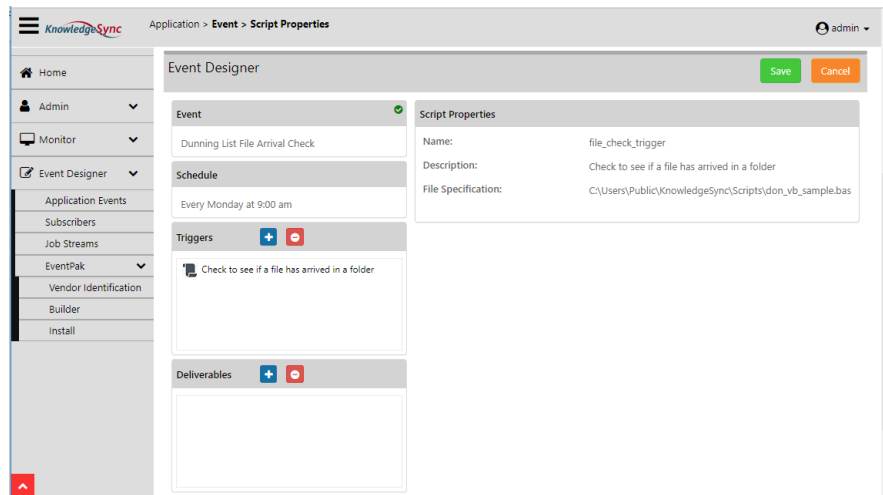 KnowledgeSync
Application > Event > Script Properties
admin
Home
Admin
Monitor
Event Designer
Application Events
Subscribers
Job Streams
EventPak
Vendor Identification
Builder
Install
Event Designer
Save
Cancel
Event
Dunning List File Arrival Check
Schedule
Every Monday at 9:00 am
Triggers
Check to see if a file has arrived in a folder
Deliverables
Script Properties
Name: file_check_trigger
Description: Check to see if a file has arrived in a folder
File Specification: C:\Users\Public\KnowledgeSync\Scripts\don_vb_sample.bas